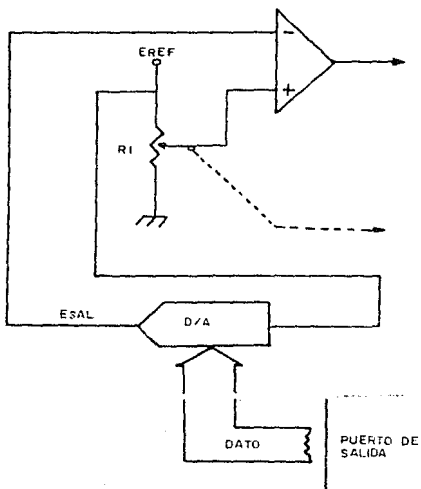 EREF
-
+
R1
ESAL
D/A
DATO
PUERTO DE
SALIDA